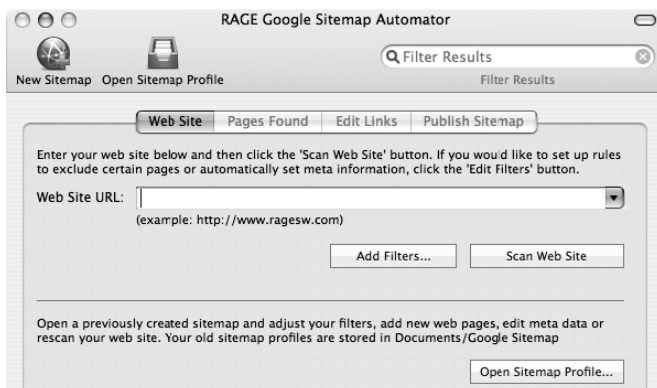 RAGE Google Sitemap Automator
New Sitemap Open Sitemap Profile
Filter Results
Filter Results
Web Site Pages Found Edit Links Publish Sitemap
Enter your web site below and then click the 'Scan Web Site' button. If you would like to set up rules
to exclude certain pages or automatically set meta information, click the 'Edit Filters' button.
Web Site URL:
(example: http://www.ragesw.com)
Add Filters... Scan Web Site
Open a previously created sitemap and adjust your filters, add new web pages, edit meta data or
rescan your web site. Your old sitemap profiles are stored in Documents/Google Sitemap
Open Sitemap Profile...